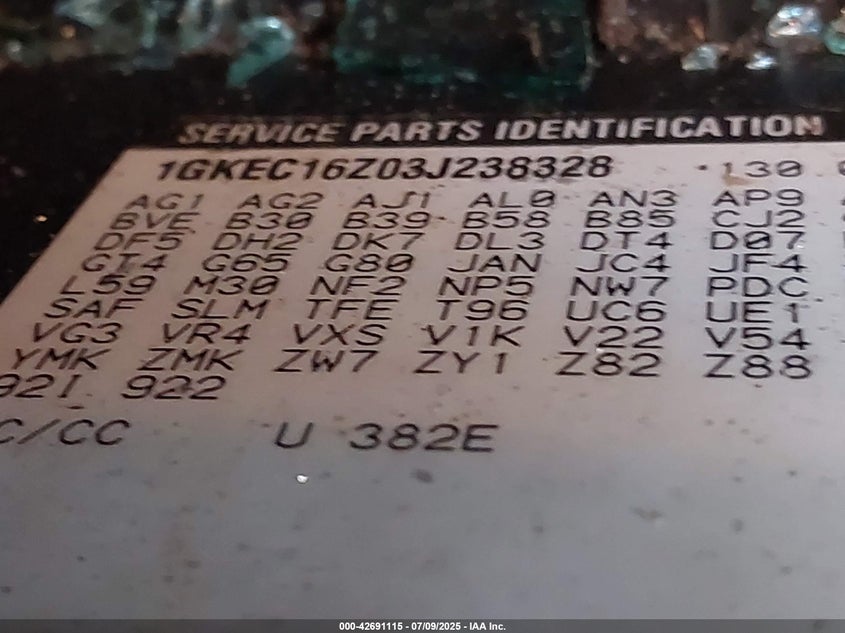 SERVICE PARTS IDENTIFICATION
1GKEC16Z03J238328 130
AG1 AG2 AJ1 AL0 AN3 AP9
BVE B30 B39 B58 B85 CJ2
DF5 DH2 DK7 DL3 DT4 D07
GT4 G65 G80 JAN JC4 JF4
L59 M30 NF2 NP5 NW7 PDC
SAF SLM TFE T96 UC6 UE1
VG3 VR4 VXS V1K V22 V54
YMK ZMK ZW7 ZY1 Z82 Z88
92I 922
C/CC U 382E
000-42691115 - 07/09/2025 - IAA Inc.